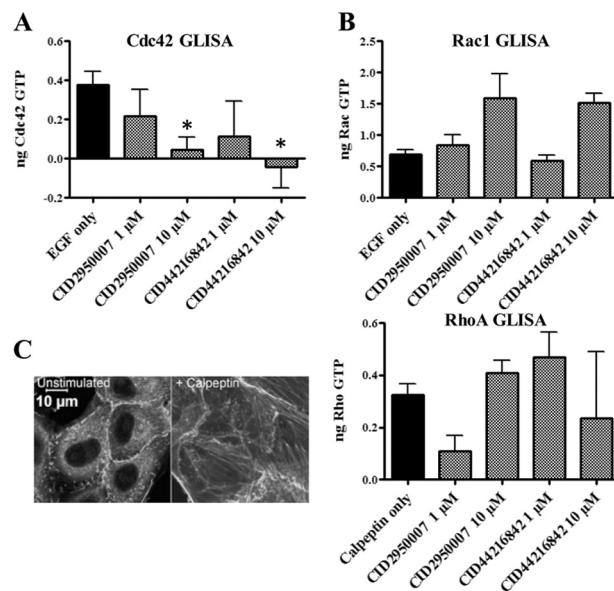 A
Cdc42 GLISA
ng Cdc42 GTP
0.6
0.4
0.2
0.0
-0.2
EGF only
CID2950007 1 µM
CID2950007 10 µM
CID44216842 1 µM
CID44216842 10 µM
*
*
B
Rac1 GLISA
ng Rac GTP
2.5
2.0
1.5
1.0
0.5
0.0
EGF only
CID2950007 1 µM
CID2950007 10 µM
CID44216842 1 µM
CID44216842 10 µM
C
Unstimulated
10 µm
+ Calpeptin
RhoA GLISA
ng Rho GTP
0.6
0.4
0.2
0.0
Calpeptin only
CID2950007 1 µM
CID2950007 10 µM
CID44216842 1 µM
CID44216842 10 µM